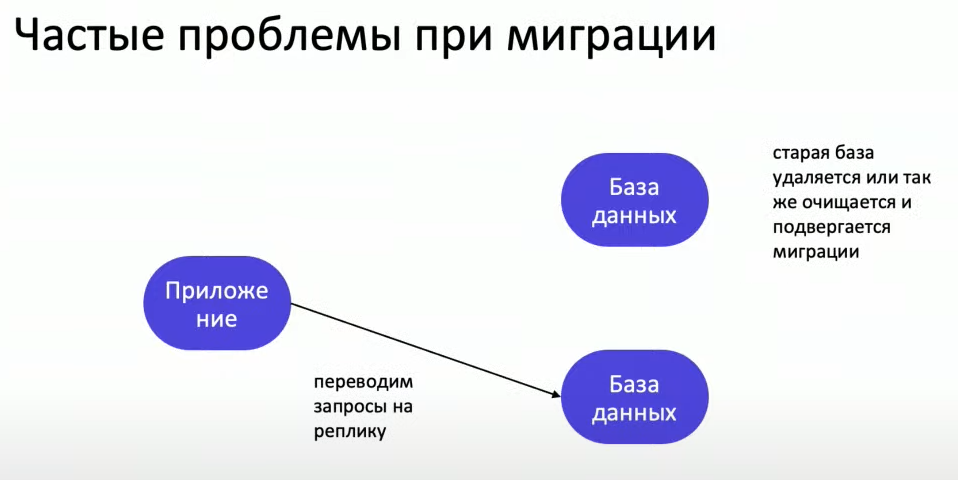 Частые проблемы при миграции
База
данных
старая база
удаляется или так
же очищается и
подвергается
миграции
Приложе
ние
переводим
запросы на
реплику
База
данных